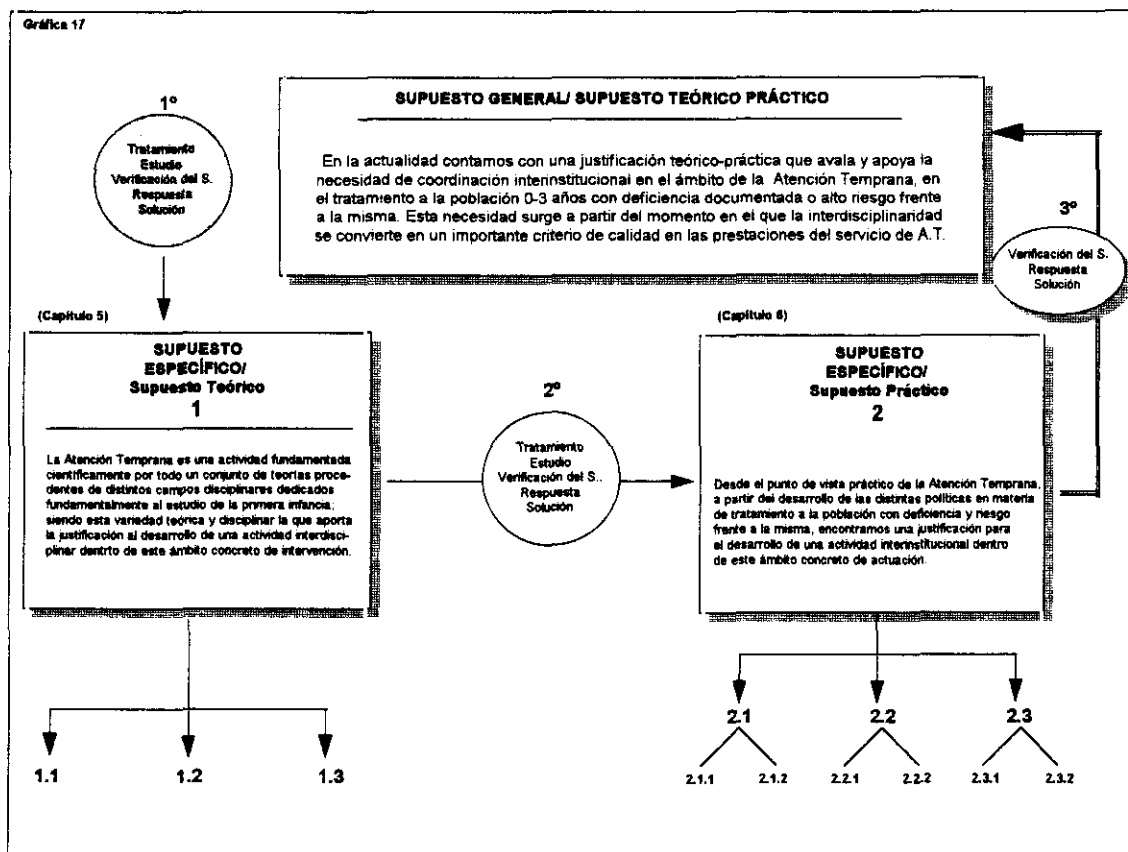 Gráfica 17
1º
Tratamiento
Estudio
Verificación del S.
Respuesta
Solución
SUPUESTO GENERAL/ SUPUESTO TEÓRICO PRÁCTICO
En la actualidad contamos con una justificación teórico-práctica que avala y apoya la
necesidad de coordinación interinstitucional en el ámbito de la Atención Temprana, en
el tratamiento a la población 0-3 años con deficiencia documentada o alto riesgo frente
a la misma. Esta necesidad surge a partir del momento en el que la interdisciplinaridad
se convierte en un importante criterio de calidad en las prestaciones del servicio de A.T.
3º
Verificación del S.
Respuesta
Solución
(Capítulo 5)
SUPUESTO
ESPECÍFICO/
Supuesto Teórico
1
La Atención Temprana es una actividad fundamentada
científicamente por todo un conjunto de teorías proce-
dentes de distintos campos disciplinares dedicados
fundamentalmente al estudio de la primera infancia;
siendo esta variedad teórica y disciplinar la que aporta
la justificación al desarrollo de una actividad interdisci-
plinar dentrto de este ámbito concreto de intervención.
2º
Tratamiento
Estudio
Verificación del S..
Respuesta
Solución
(Capítulo 6)
SUPUESTO
ESPECÍFICO/
Supuesto Práctico
2
Desde el punto de vista práctico de la Atención Temprana,
a partir del desarrollo de las distintas políticas en materia
de tratamiento a la población con deficiencia y riesgo
frente a la misma, encontramos una justificación para
el desarrollo de una actividad interinstitucional dentro
de este ámbito concreto de actuación.
1.1
1.2
1.3
2.1
2.2
2.3
2.1.1
2.1.2
2.2.1
2.2.2
2.3.1
2.3.2